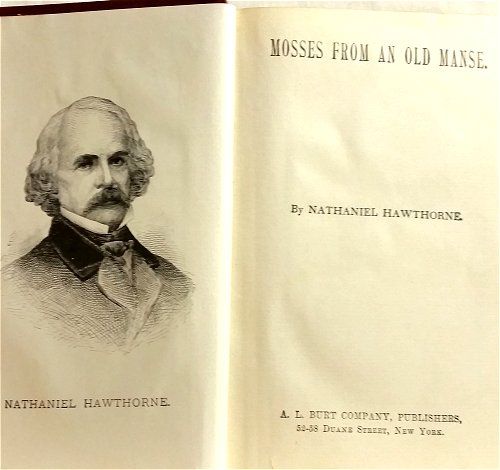 NATHANIEL HAWTHORNE.
MOSSES FROM AN OLD MANSE.
By NATHANIEL HAWTHORNE.
A. L. BURT COMPANY, PUBLISHERS,
52-58 DUANE STREET, NEW YORK.